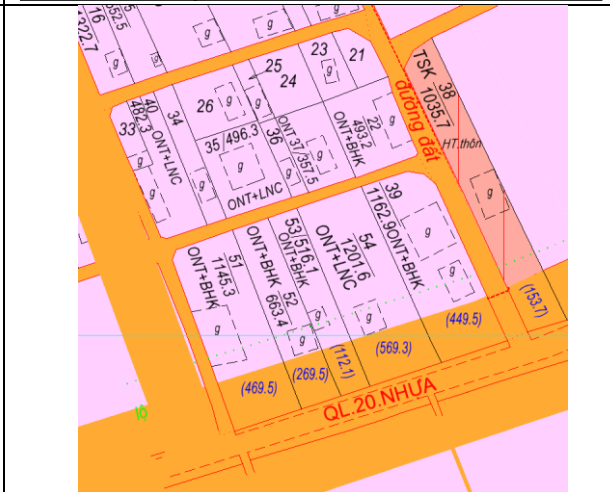 16
652.5
1322.7
g
g
g
g
23
21
25
24
g
26
g
g
TSK 38
1035.7
HT.thôn
g
đường đất
33
40
482.3
ONT+LNC
34
g
g
35
496.3
g
ONT+LNC
g
36
ONT
37/357.5
g
22
493.2
ONT+BHK
g
51
1145.3
ONT+BHK
g
52
663.4
ONT+BHK
g
53/516.1
ONT+BHK
g
54
1201.6
ONT+LNC
g
39
1162.9
ONT+BHK
g
g
(469.5)
(269.5)
(112.1)
(569.3)
(449.5)
(153.7)
QL.20.NHỰA
lộ